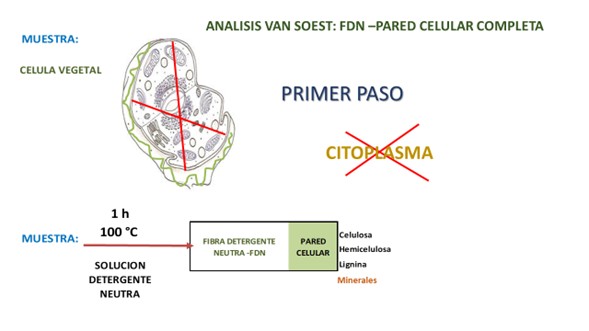 ANALISIS VAN SOEST: FDN –PARED CELULAR COMPLETA
MUESTRA:
CELULA VEGETAL
PRIMER PASO
CITOPLASMA
1 h
100 °C
MUESTRA:
SOLUCION
DETERGENTE
NEUTRA
FIBRA DETERGENTE
NEUTRA -FDN
PARED
CELULAR
Celulosa
Hemicelulosa
Lignina
Minerales